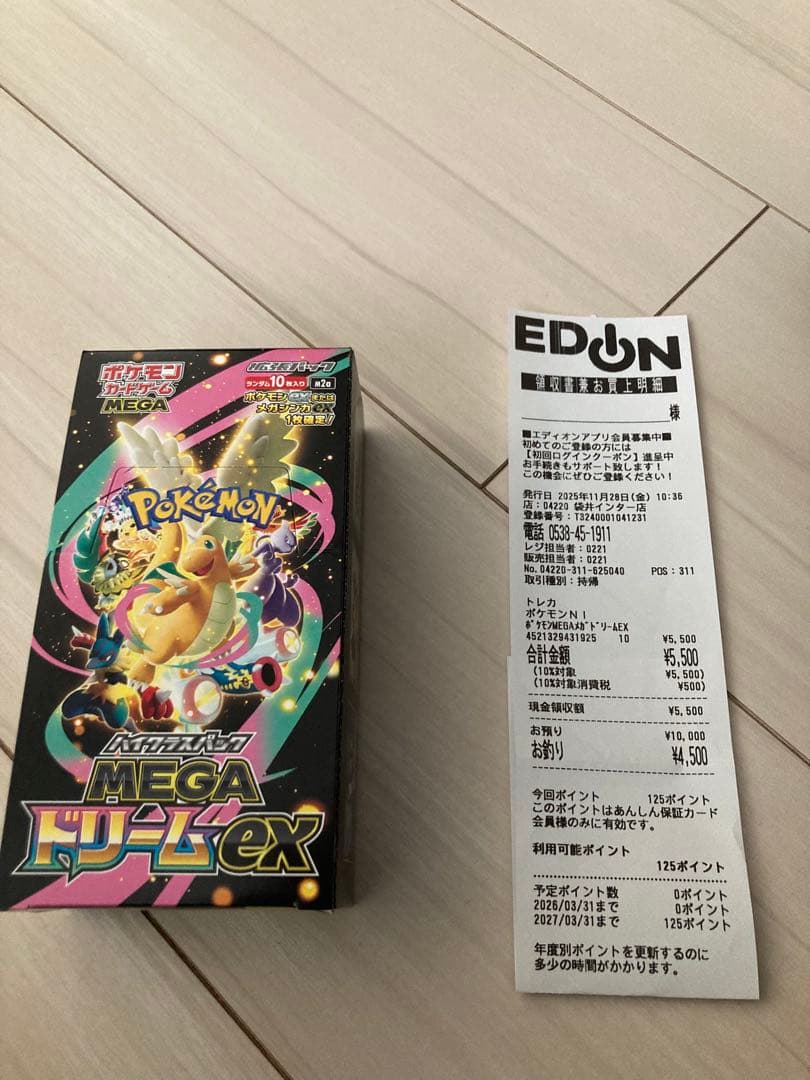 ポケモン
カードゲーム
MEGA
拡張パック
ランダム10枚入り
m2a
ポケモンexまたは
メガシンカex
1枚確定!
POKéMON
ハイクラスパック
MEGA
ドリームex
EDION
領収書兼お買上明細
様
■エディオンアプリ会員募集中■
初めてのご登録の方には
【初回ログインクーポン】進呈中
お手続きもサポート致します!
この機会にぜひご登録ください!
発行日 2025年11月28日(金) 10:36
店:04220 袋井インター店
登録番号:T3240001041231
電話 0538-45-1911
レジ担当者:0221
販売担当者:0221
No.04220-311-625040 POS:311
取引種別:持帰
トレカ
ポケモンNI
ポケモンMEGAメガドリームEX
4521329431925 10 ¥5,500
合計金額 ¥5,500
(10%対象 ¥5,500)
(10%対象消費税 ¥500)
現金領収額 ¥5,500
お預り ¥10,000
お釣り ¥4,500
今回ポイント 125ポイント
このポイントはあんしん保証カード
会員様のみに有効です。
利用可能ポイント
125ポイント
予定ポイント数 0ポイント
2026/03/31まで 0ポイント
2027/03/31まで 125ポイント
年度別ポイントを更新するのに
多少の時間がかかります。